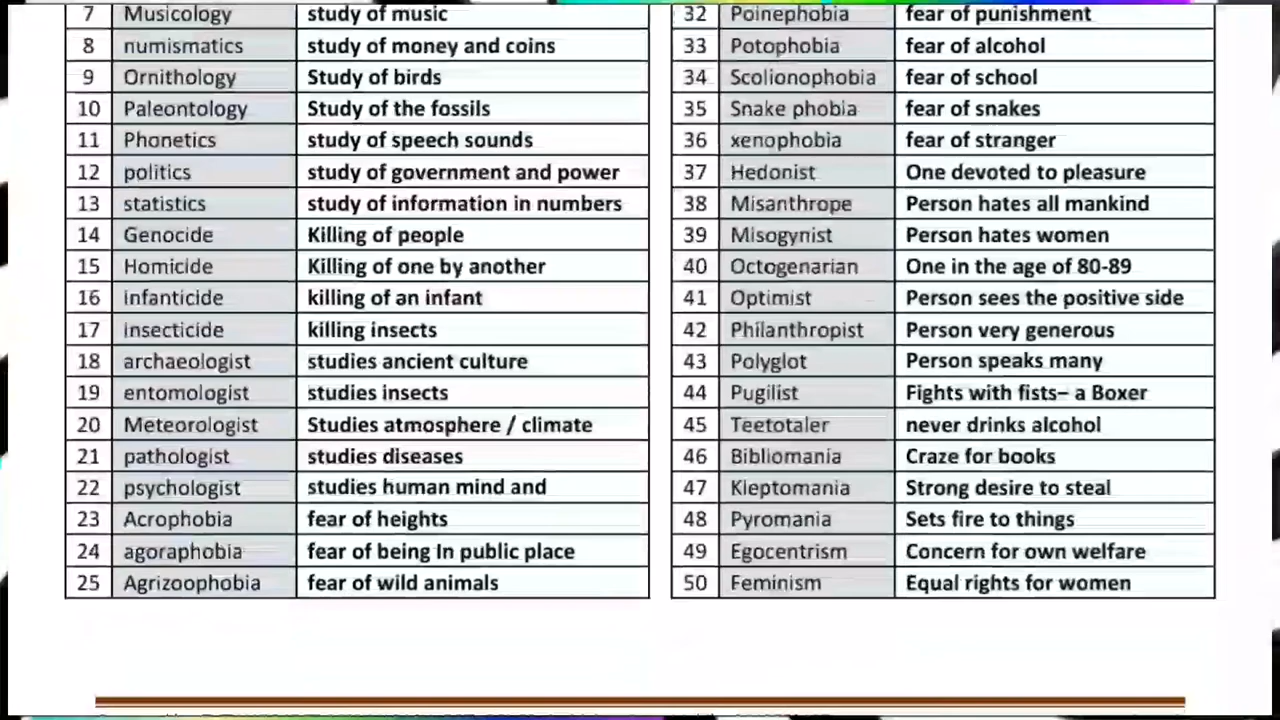 7 Musicology study of music
8 numismatics study of money and coins
9 Ornithology Study of birds
10 Paleontology Study of the fossils
11 Phonetics study of speech sounds
12 politics study of government and power
13 statistics study of information in numbers
14 Genocide Killing of people
15 Homicide Killing of one by another
16 infanticide killing of an infant
17 insecticide killing insects
18 archaeologist studies ancient culture
19 entomologist studies insects
20 Meteorologist Studies atmosphere / climate
21 pathologist studies diseases
22 psychologist studies human mind and
23 Acrophobia fear of heights
24 agoraphobia fear of being In public place
25 Agrizoophobia fear of wild animals
32 Poinephobia fear of punishment
33 Potophobia fear of alcohol
34 Scolionophobia fear of school
35 Snake phobia fear of snakes
36 xenophobia fear of stranger
37 Hedonist One devoted to pleasure
38 Misanthrope Person hates all mankind
39 Misogynist Person hates women
40 Octogenarian One in the age of 80-89
41 Optimist Person sees the positive side
42 Philanthropist Person very generous
43 Polyglot Person speaks many
44 Pugilist Fights with fists– a Boxer
45 Teetotaler never drinks alcohol
46 Bibliomania Craze for books
47 Kleptomania Strong desire to steal
48 Pyromania Sets fire to things
49 Egocentrism Concern for own welfare
50 Feminism Equal rights for women